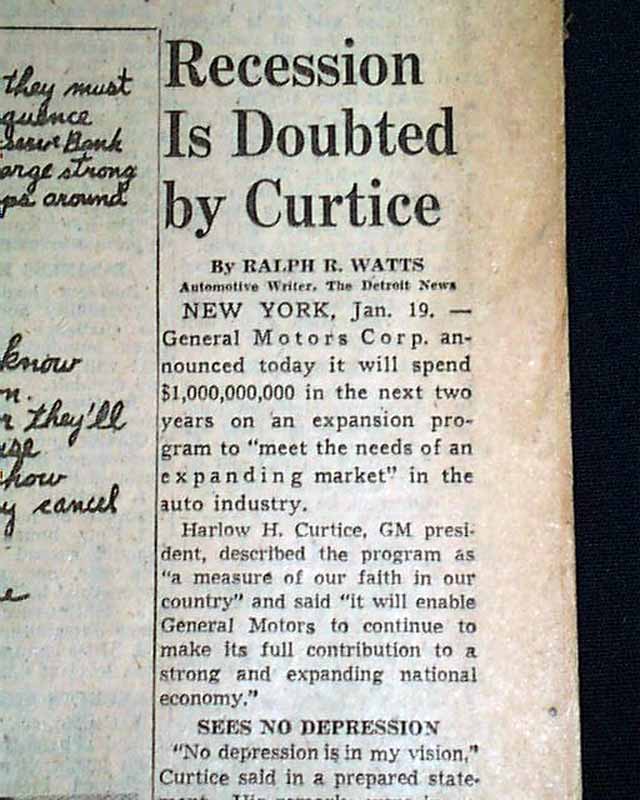 they must
quence
serve Bank
arge strong
ps around
know
n.
r they'll
use
how
y cancel
e
Recession
Is Doubted
by Curtice
By RALPH R. WATTS
Automotive Writer, The Detroit News
NEW YORK, Jan. 19. —
General Motors Corp. an-
nounced today it will spend
$1,000,000,000 in the next two
years on an expansion pro-
gram to "meet the needs of an
expanding market" in the
auto industry.
Harlow H. Curtice, GM presi-
dent, described the program as
"a measure of our faith in our
country" and said "it will enable
General Motors to continue to
make its full contribution to a
strong and expanding national
economy."
SEES NO DEPRESSION
"No depression is in my vision,"
Curtice said in a prepared state-